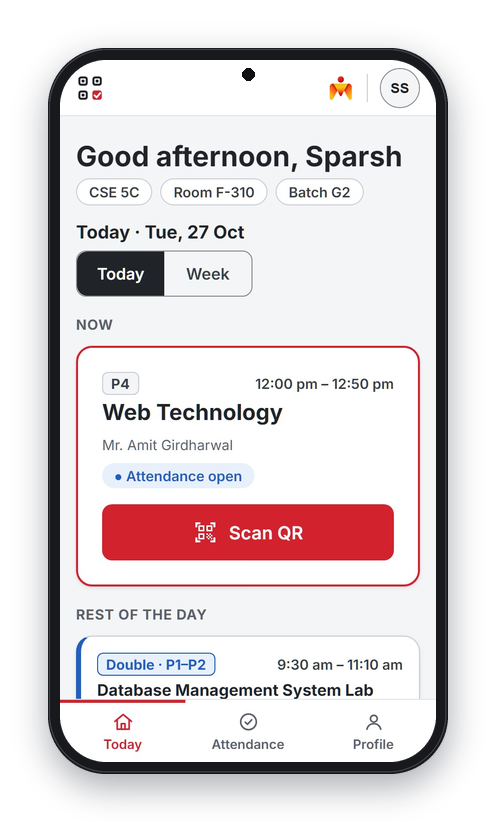 SS
Good afternoon, Sparsh
CSE 5C Room F-310 Batch G2
Today · Tue, 27 Oct
Today Week
NOW
P4 12:00 pm – 12:50 pm
Web Technology
Mr. Amit Girdharwal
Attendance open
Scan QR
REST OF THE DAY
Double · P1–P2 9:30 am – 11:10 am
Database Management System Lab
Today Attendance Profile